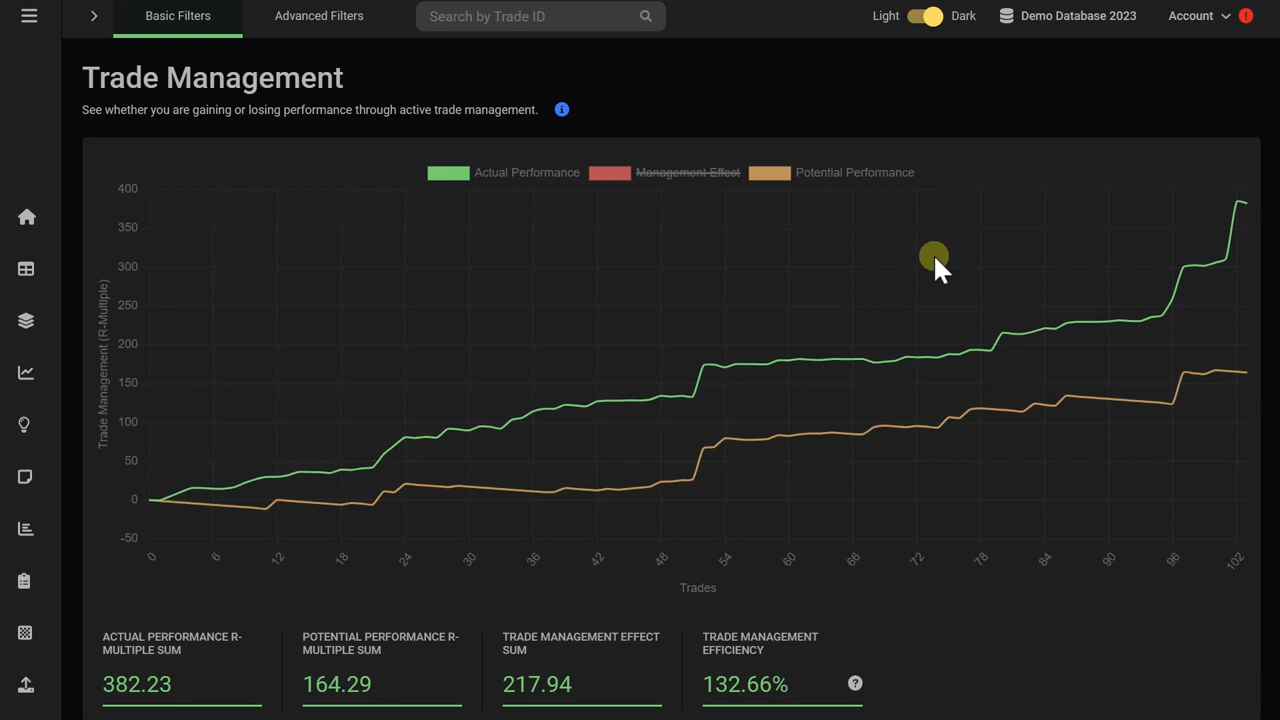 Basic Filters
Advanced Filters
Search by Trade ID
Light
Dark
Demo Database 2023
Account
!
Trade Management
See whether you are gaining or losing performance through active trade management.
i
Actual Performance
Management Effect
Potential Performance
Trade Management (R-Multiple)
400
350
300
250
200
150
100
50
0
-50
0 6 12 18 24 30 36 42 48 54 60 66 72 78 84 90 96 102
Trades
ACTUAL PERFORMANCE R-
MULTIPLE SUM
382.23
POTENTIAL PERFORMANCE R-
MULTIPLE SUM
164.29
TRADE MANAGEMENT EFFECT
SUM
217.94
TRADE MANAGEMENT
EFFICIENCY
132.66%
?